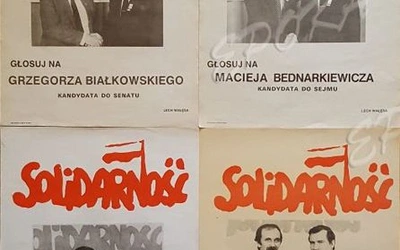 GŁOSUJ NA
GRZEGORZA BIAŁKOWSKIEGO
KANDYDATA DO SENATU
LECH WAŁĘSA
GŁOSUJ NA
MACIEJA BEDNARKIEWICZA
KANDYDATA DO SEJMU
LECH WAŁĘSA
SOLIDARNOŚĆ
SOLIDARNOŚĆ